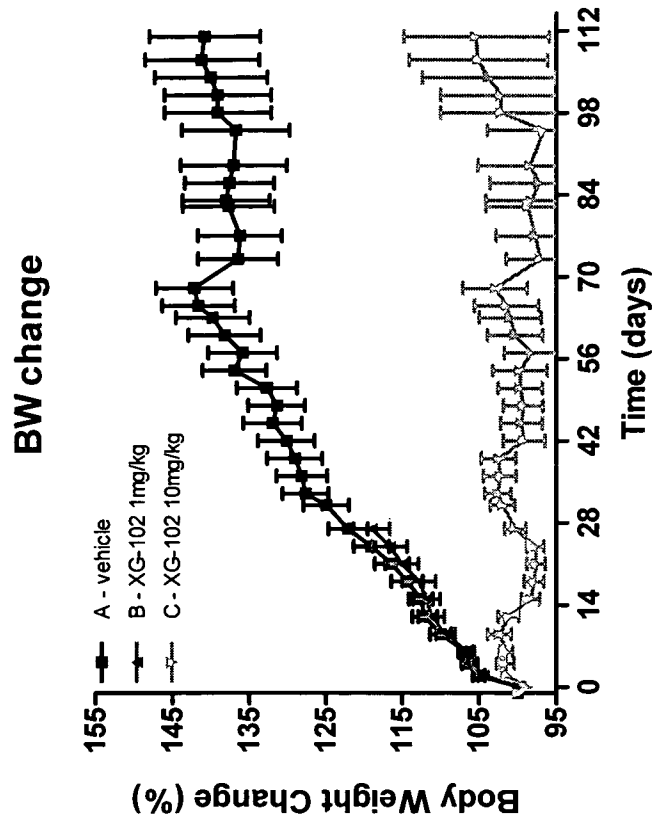 BW change
A - vehicle
B - XG-102 1mg/kg
C - XG-102 10mg/kg
Body Weight Change (%)
155
145
135
125
115
105
95
0 14 28 42 56 70 84 98 112
Time (days)